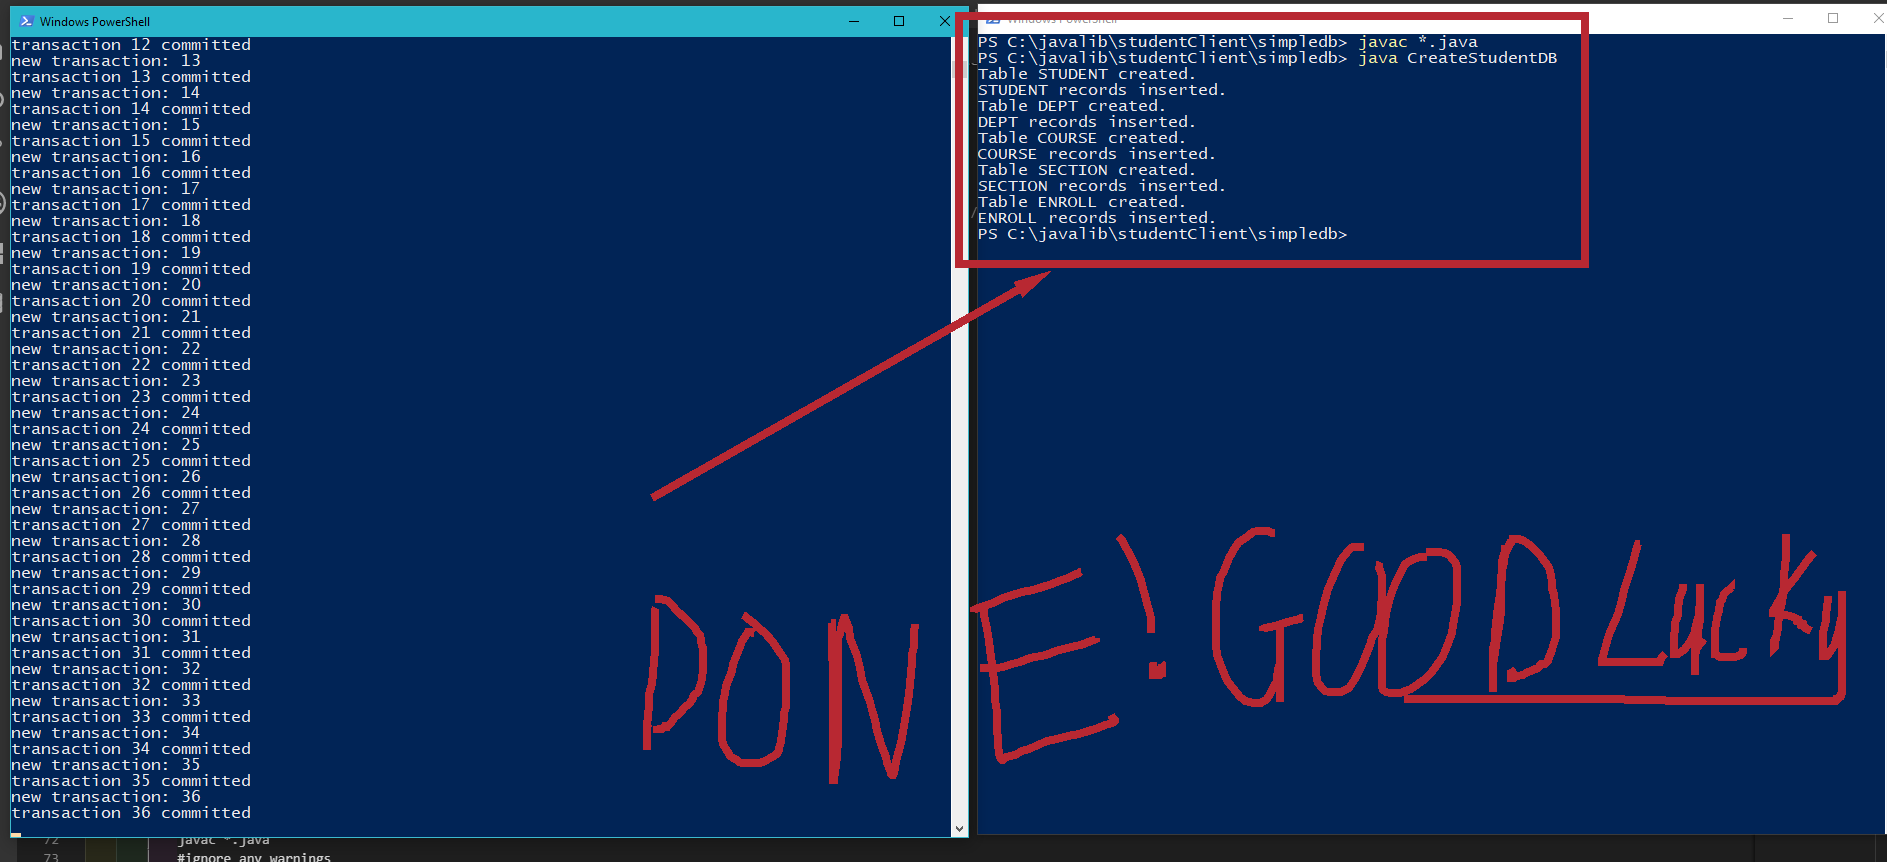 Windows PowerShell
transaction 12 committed
new transaction: 13
transaction 13 committed
new transaction: 14
transaction 14 committed
new transaction: 15
transaction 15 committed
new transaction: 16
transaction 16 committed
new transaction: 17
transaction 17 committed
new transaction: 18
transaction 18 committed
new transaction: 19
transaction 19 committed
new transaction: 20
transaction 20 committed
new transaction: 21
transaction 21 committed
new transaction: 22
transaction 22 committed
new transaction: 23
transaction 23 committed
new transaction: 24
transaction 24 committed
new transaction: 25
transaction 25 committed
new transaction: 26
transaction 26 committed
new transaction: 27
transaction 27 committed
new transaction: 28
transaction 28 committed
new transaction: 29
transaction 29 committed
new transaction: 30
transaction 30 committed
new transaction: 31
transaction 31 committed
new transaction: 32
transaction 32 committed
new transaction: 33
transaction 33 committed
new transaction: 34
transaction 34 committed
new transaction: 35
transaction 35 committed
new transaction: 36
transaction 36 committed
Windows PowerShell
PS C:\javalib\studentClient\simpledb> javac *.java
PS C:\javalib\studentClient\simpledb> java CreateStudentDB
Table STUDENT created.
STUDENT records inserted.
Table DEPT created.
DEPT records inserted.
Table COURSE created.
COURSE records inserted.
Table SECTION created.
SECTION records inserted.
Table ENROLL created.
ENROLL records inserted.
PS C:\javalib\studentClient\simpledb>
DONE! GOOD Lucky
72 javac *.java
73 #ignore any warnings